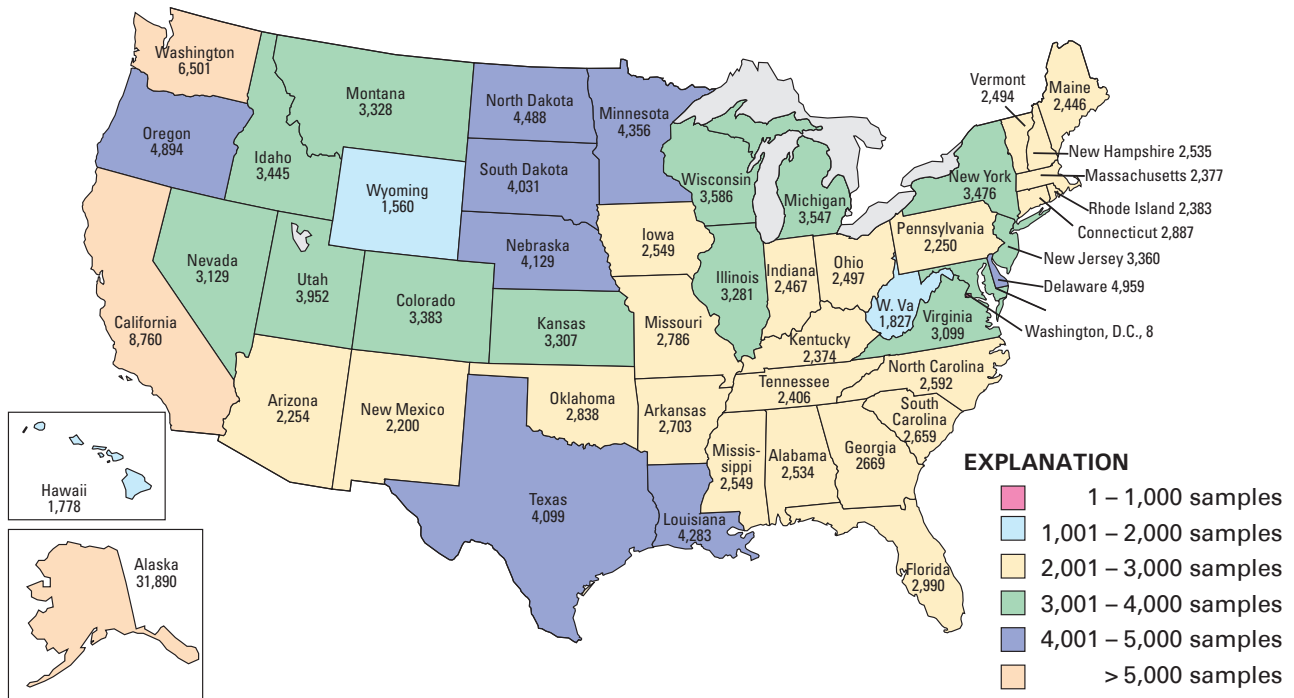 Washington
6,501
Oregon
4,894
California
8,760
Idaho
3,445
Nevada
3,129
Montana
3,328
Wyoming
1,560
Utah
3,952
Colorado
3,383
Arizona
2,254
New Mexico
2,200
North Dakota
4,488
South Dakota
4,031
Nebraska
4,129
Kansas
3,307
Oklahoma
2,838
Texas
4,099
Minnesota
4,356
Iowa
2,549
Missouri
2,786
Arkansas
2,703
Louisiana
4,283
Wisconsin
3,586
Illinois
3,281
Michigan
3,547
Indiana
2,467
Ohio
2,497
Kentucky
2,374
Tennessee
2,406
Missis-
sippi
2,549
Alabama
2,534
Georgia
2669
Florida
2,990
South
Carolina
2,659
North Carolina
2,592
Virginia
3,099
W. Va
1,827
Pennsylvania
2,250
New York
3,476
Vermont
2,494
Maine
2,446
New Hampshire 2,535
Massachusetts 2,377
Rhode Island 2,383
Connecticut 2,887
New Jersey 3,360
Delaware 4,959
Washington, D.C., 8
Hawaii
1,778
Alaska
31,890
EXPLANATION
1 – 1,000 samples
1,001 – 2,000 samples
2,001 – 3,000 samples
3,001 – 4,000 samples
4,001 – 5,000 samples
> 5,000 samples